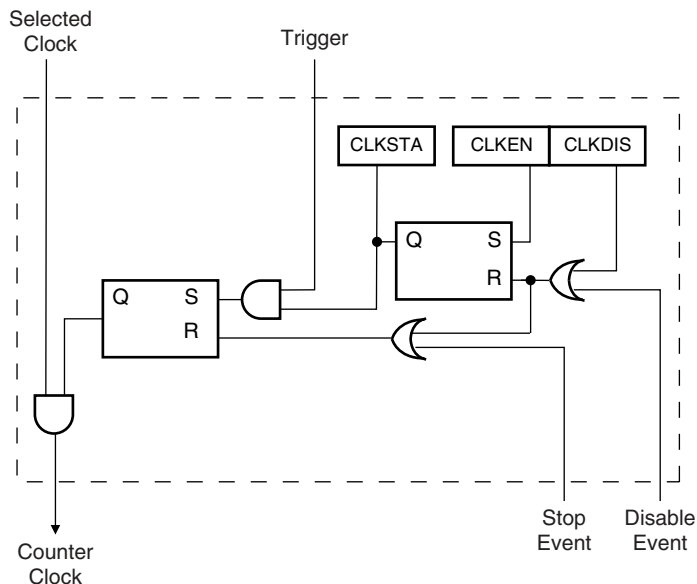 Selected
Clock
Trigger
CLKSTA
CLKEN
CLKDIS
Q
S
R
Q
S
R
Stop
Event
Disable
Event
Counter
Clock